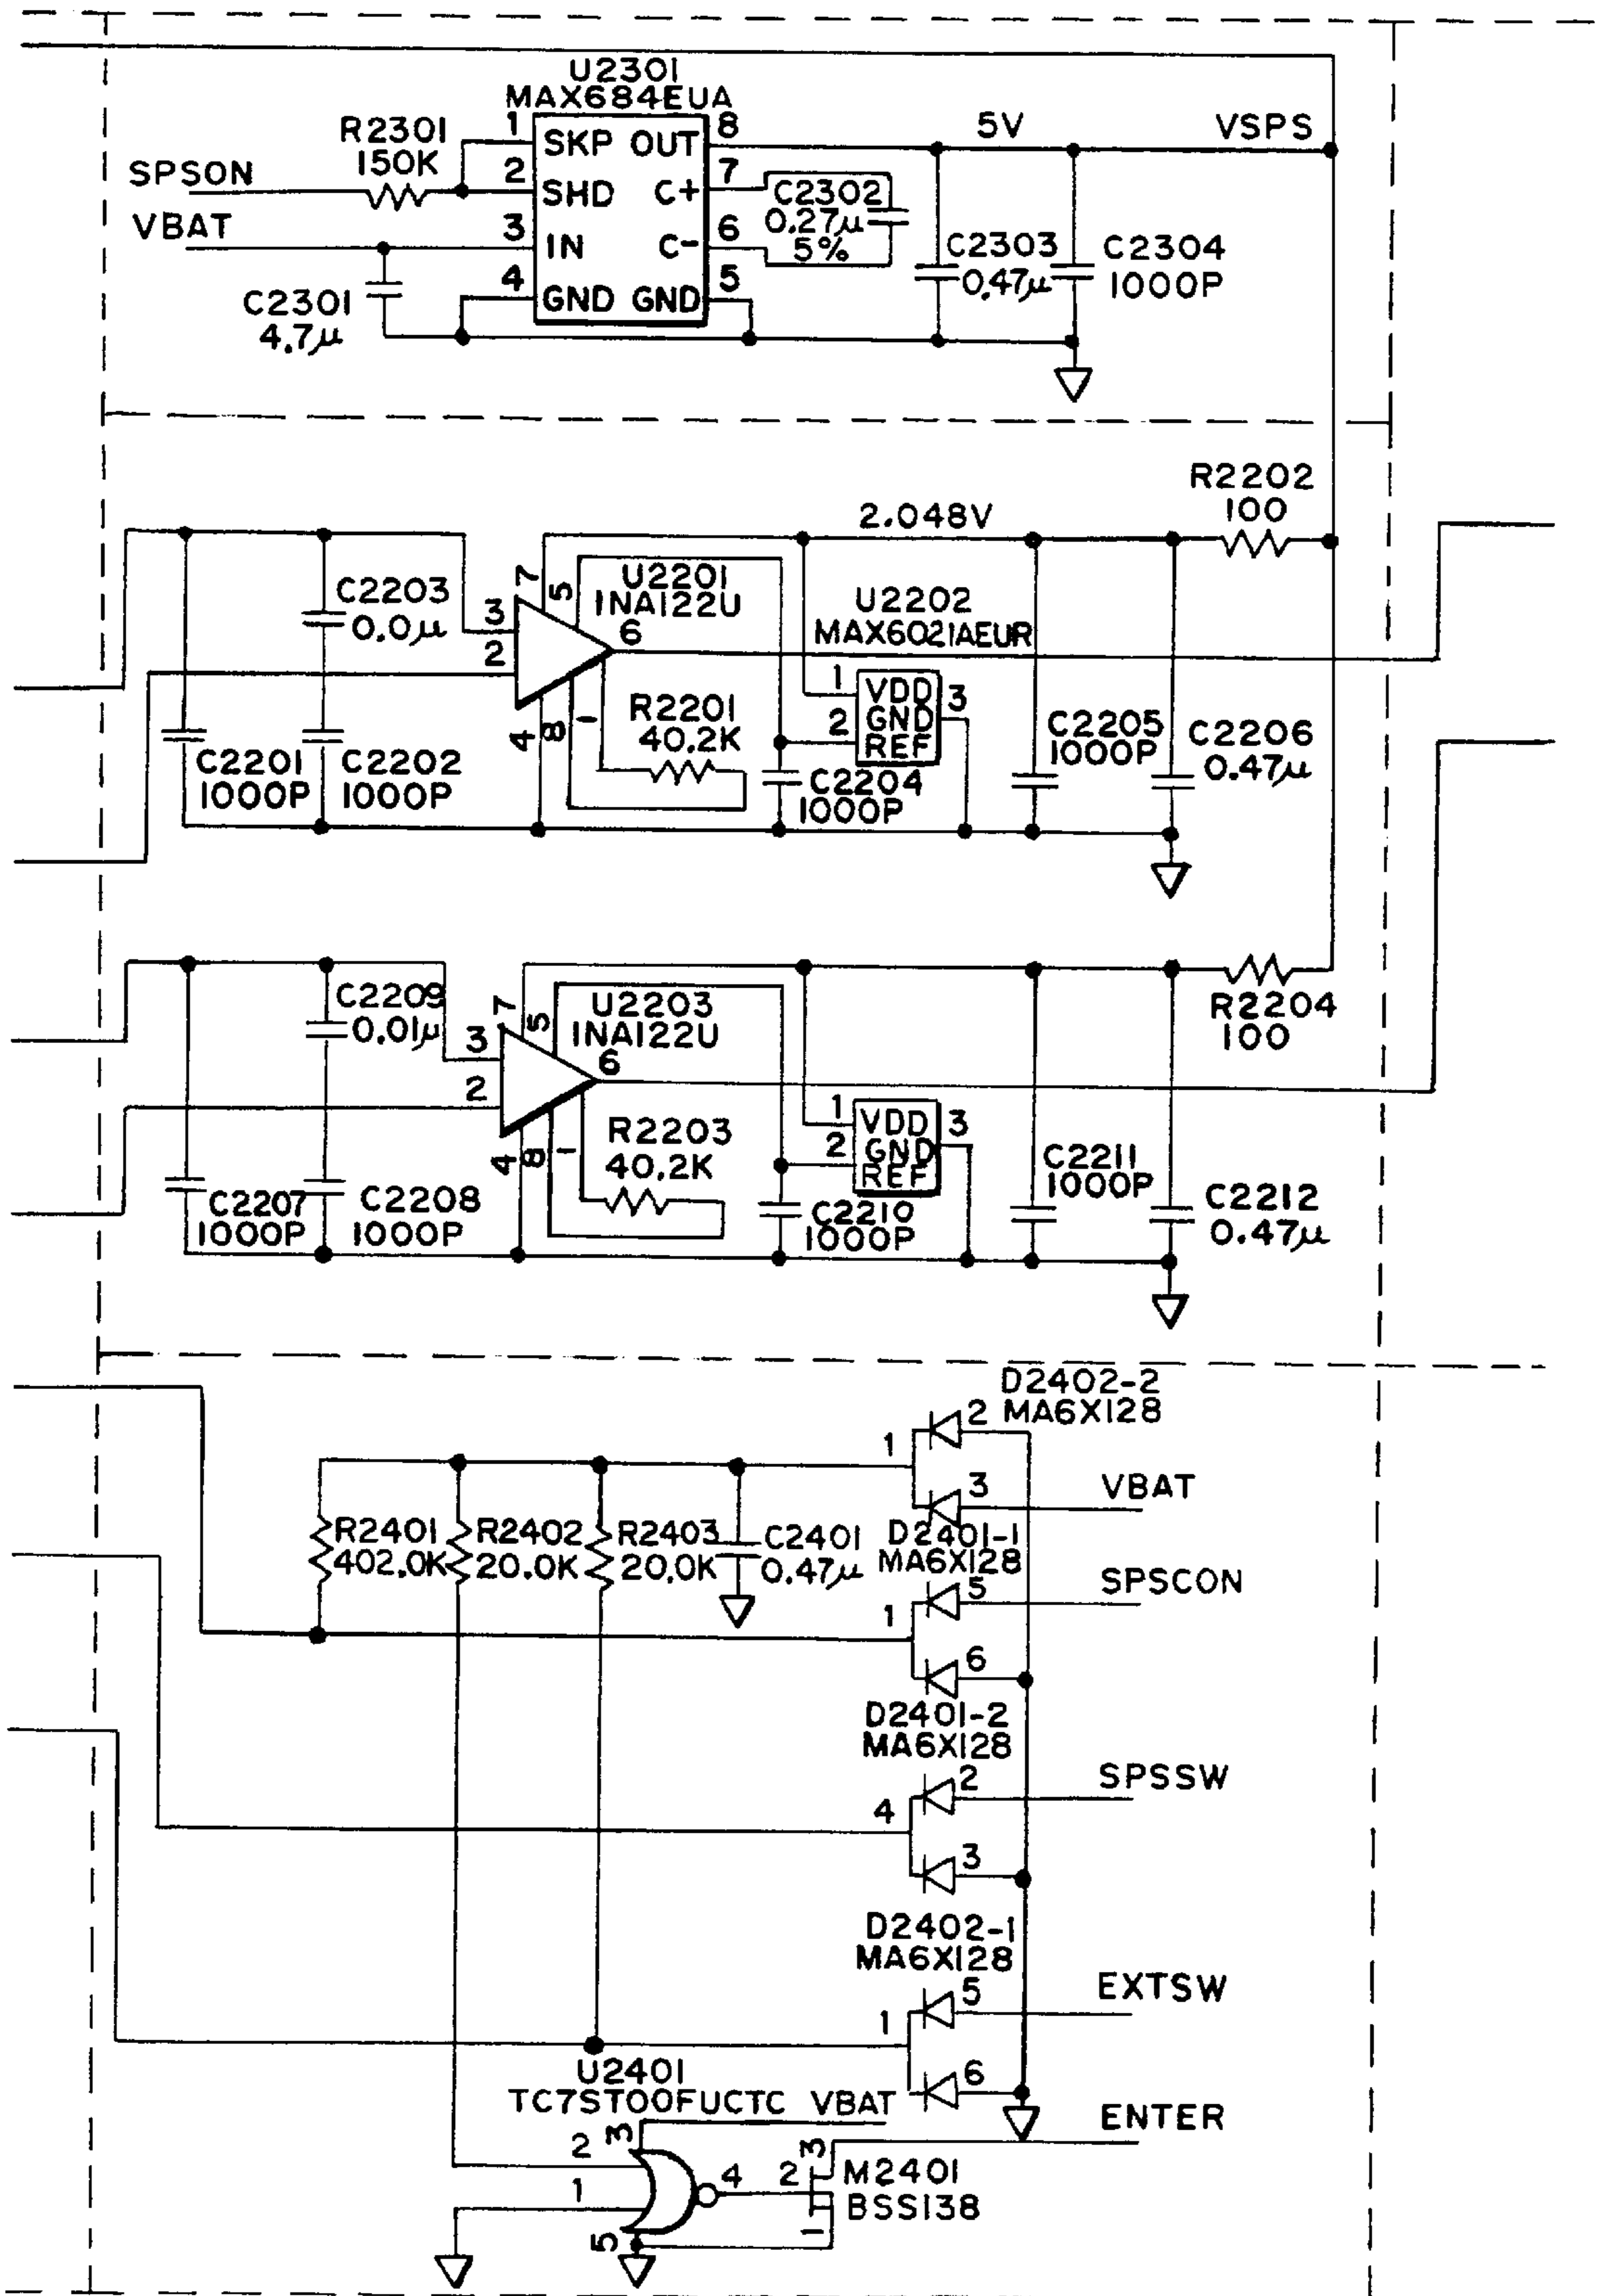 U2301
MAX684EUA
R2301
150K
SPSON
VBAT
1 SKP OUT 8
2 SHD C+ 7
3 IN C- 6
4 GND GND 5
5V
VSPS
C2302
0.27µ
5%
C2301
4.7µ
C2303
0.47µ
C2304
1000P
R2202
100
2.048V
C2203
0.0µ
7
5
U2201
INA122U
3
2
6
U2202
MAX6021AEUR
4
8
1
R2201
40.2K
1 VDD
2 GND 3
REF
C2201
1000P
C2202
1000P
C2204
1000P
C2205
1000P
C2206
0.47µ
C2209
0.01µ
7
5
U2203
INA122U
3
2
6
R2204
100
4
8
1
R2203
40.2K
1 VDD
2 GND 3
REF
C2207
1000P
C2208
1000P
C2210
1000P
C2211
1000P
C2212
0.47µ
D2402-2
MA6X128
2
1
3
VBAT
R2401
402.0K
R2402
20.0K
R2403
20.0K
C2401
0.47µ
D2401-1
MA6X128
5
1
6
SPSCON
D2401-2
MA6X128
2
4
3
SPSSW
D2402-1
MA6X128
5
1
6
EXTSW
U2401
TC7ST00FUCTC
VBAT
ENTER
3
2
1
4
5
2
3
1
M2401
BSS138